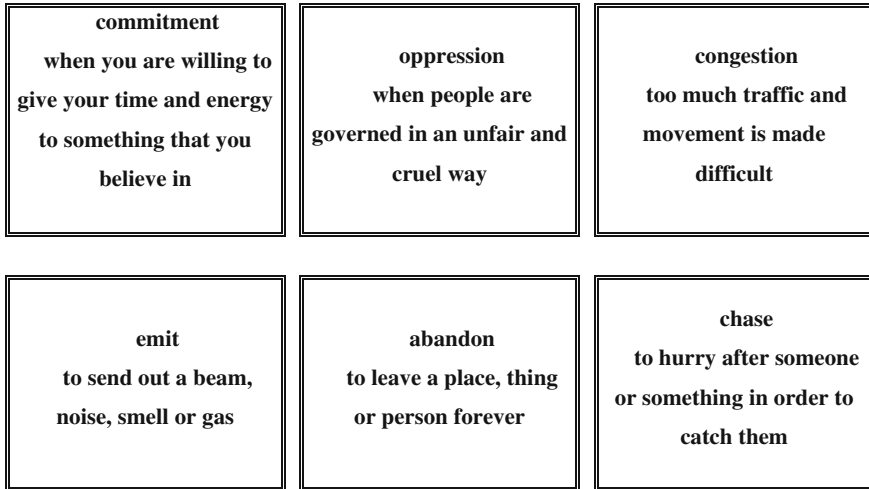 commitment
when you are willing to
give your time and energy
to something that you
believe in
oppression
when people are
governed in an unfair and
cruel way
congestion
too much traffic and
movement is made
difficult
emit
to send out a beam,
noise, smell or gas
abandon
to leave a place, thing
or person forever
chase
to hurry after someone
or something in order to
catch them